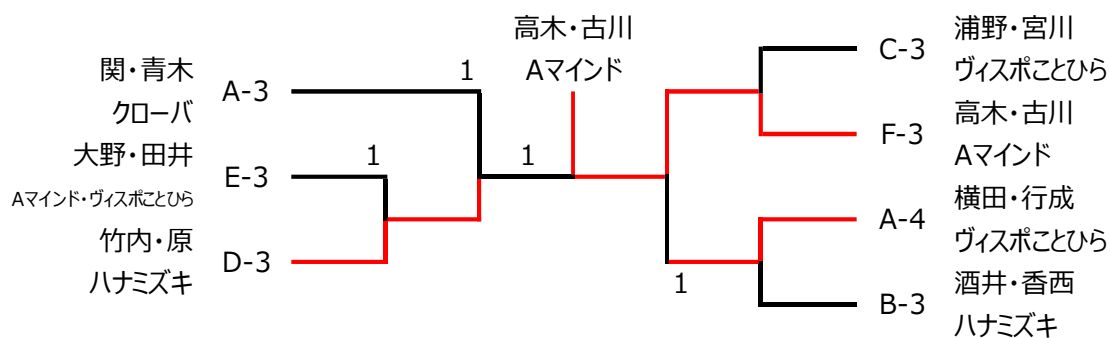 関・青木
クローバ
A-3
1
大野・田井
Aマインド・ヴィスポことひら
E-3
1
竹内・原
ハナミズキ
D-3
1
高木・古川
Aマインド
C-3
浦野・宮川
ヴィスポことひら
F-3
高木・古川
Aマインド
A-4
横田・行成
ヴィスポことひら
1
B-3
酒井・香西
ハナミズキ